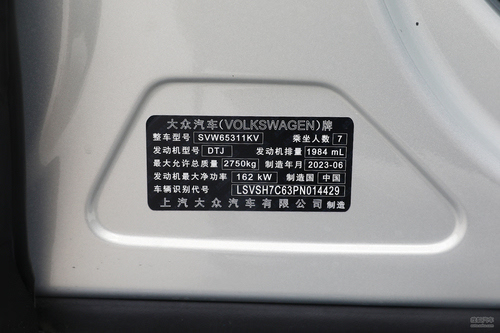 大众汽车(VOLKSWAGEN)牌
整车型号 SVW65311KV 乘坐人数 7
发动机型号 DTJ 发动机排量 1984 mL
最大允许总质量 2750kg 制造年月 2023-06
发动机最大净功率 162 kW 制造国 中国
车辆识别代号 LSVSH7C63PN014429
上汽大众汽车有限公司 制造